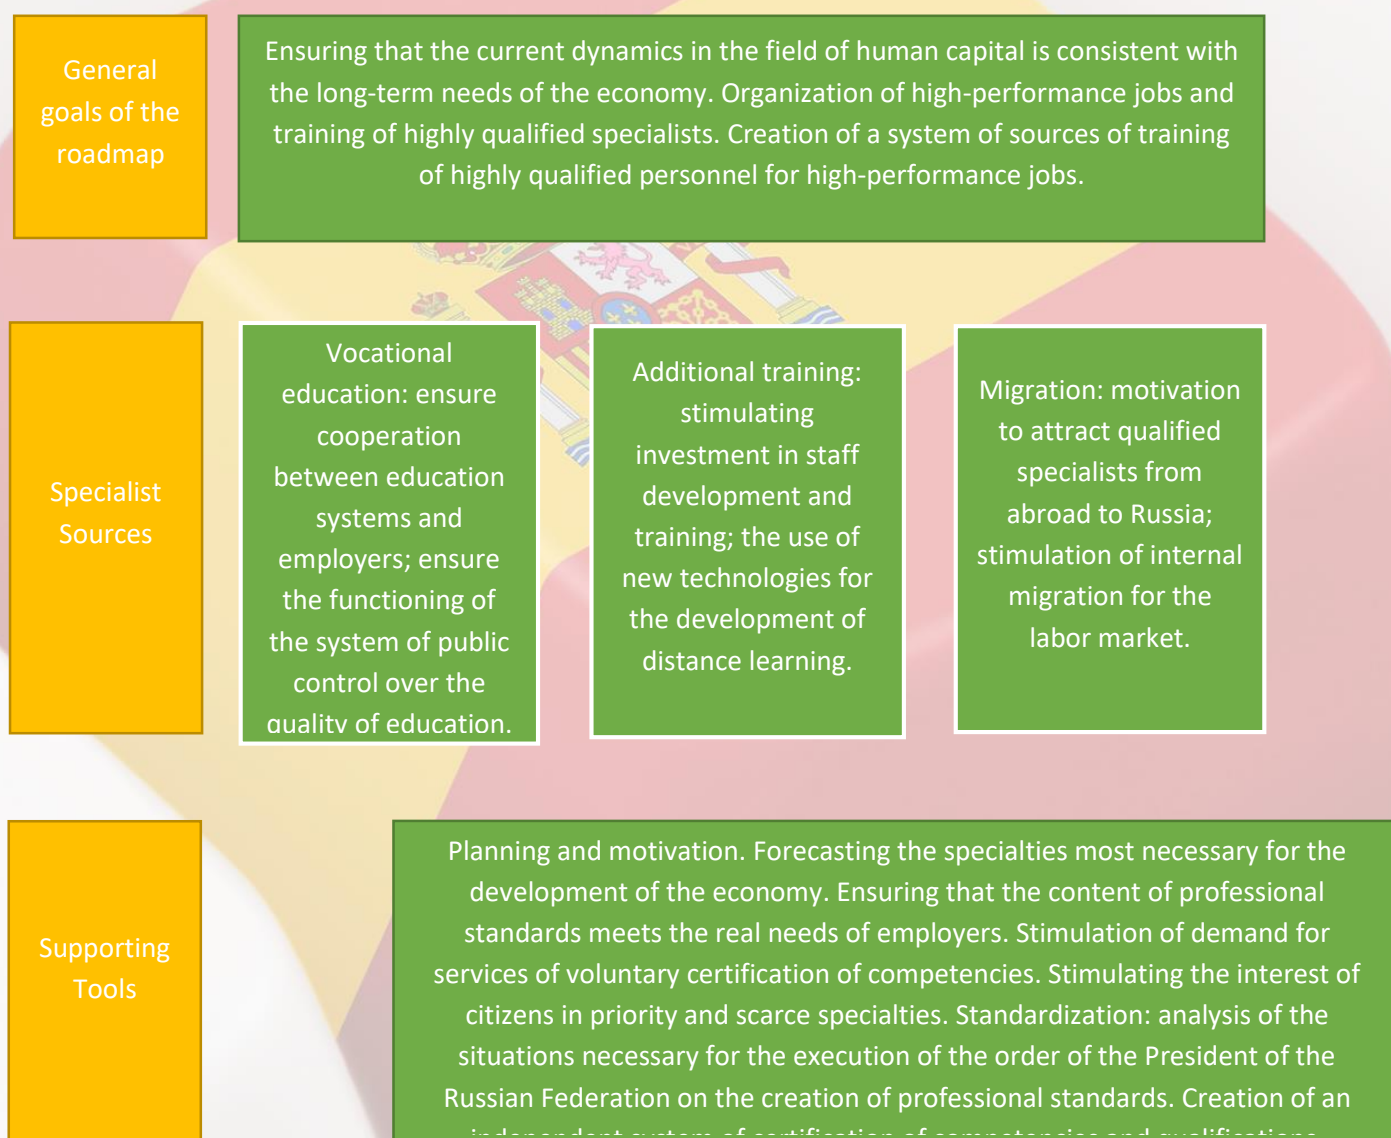 General
goals of the
roadmap
Ensuring that the current dynamics in the field of human capital is consistent with
the long-term needs of the economy. Organization of high-performance jobs and
training of highly qualified specialists. Creation of a system of sources of training
of highly qualified personnel for high-performance jobs.
Specialist
Sources
Vocational
education: ensure
cooperation
between education
systems and
employers; ensure
the functioning of
the system of public
control over the
quality of education.
Additional training:
stimulating
investment in staff
development and
training; the use of
new technologies for
the development of
distance learning.
Migration: motivation
to attract qualified
specialists from
abroad to Russia;
stimulation of internal
migration for the
labor market.
Supporting
Tools
Planning and motivation. Forecasting the specialties most necessary for the
development of the economy. Ensuring that the content of professional
standards meets the real needs of employers. Stimulation of demand for
services of voluntary certification of competencies. Stimulating the interest of
citizens in priority and scarce specialties. Standardization: analysis of the
situations necessary for the execution of the order of the President of the
Russian Federation on the creation of professional standards. Creation of an
independent system of certification of competencies and qualifications